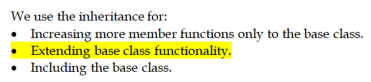 We use the inheritance for:
• Increasing more member functions only to the base class.
• Extending base class functionality.
• Including the base class.